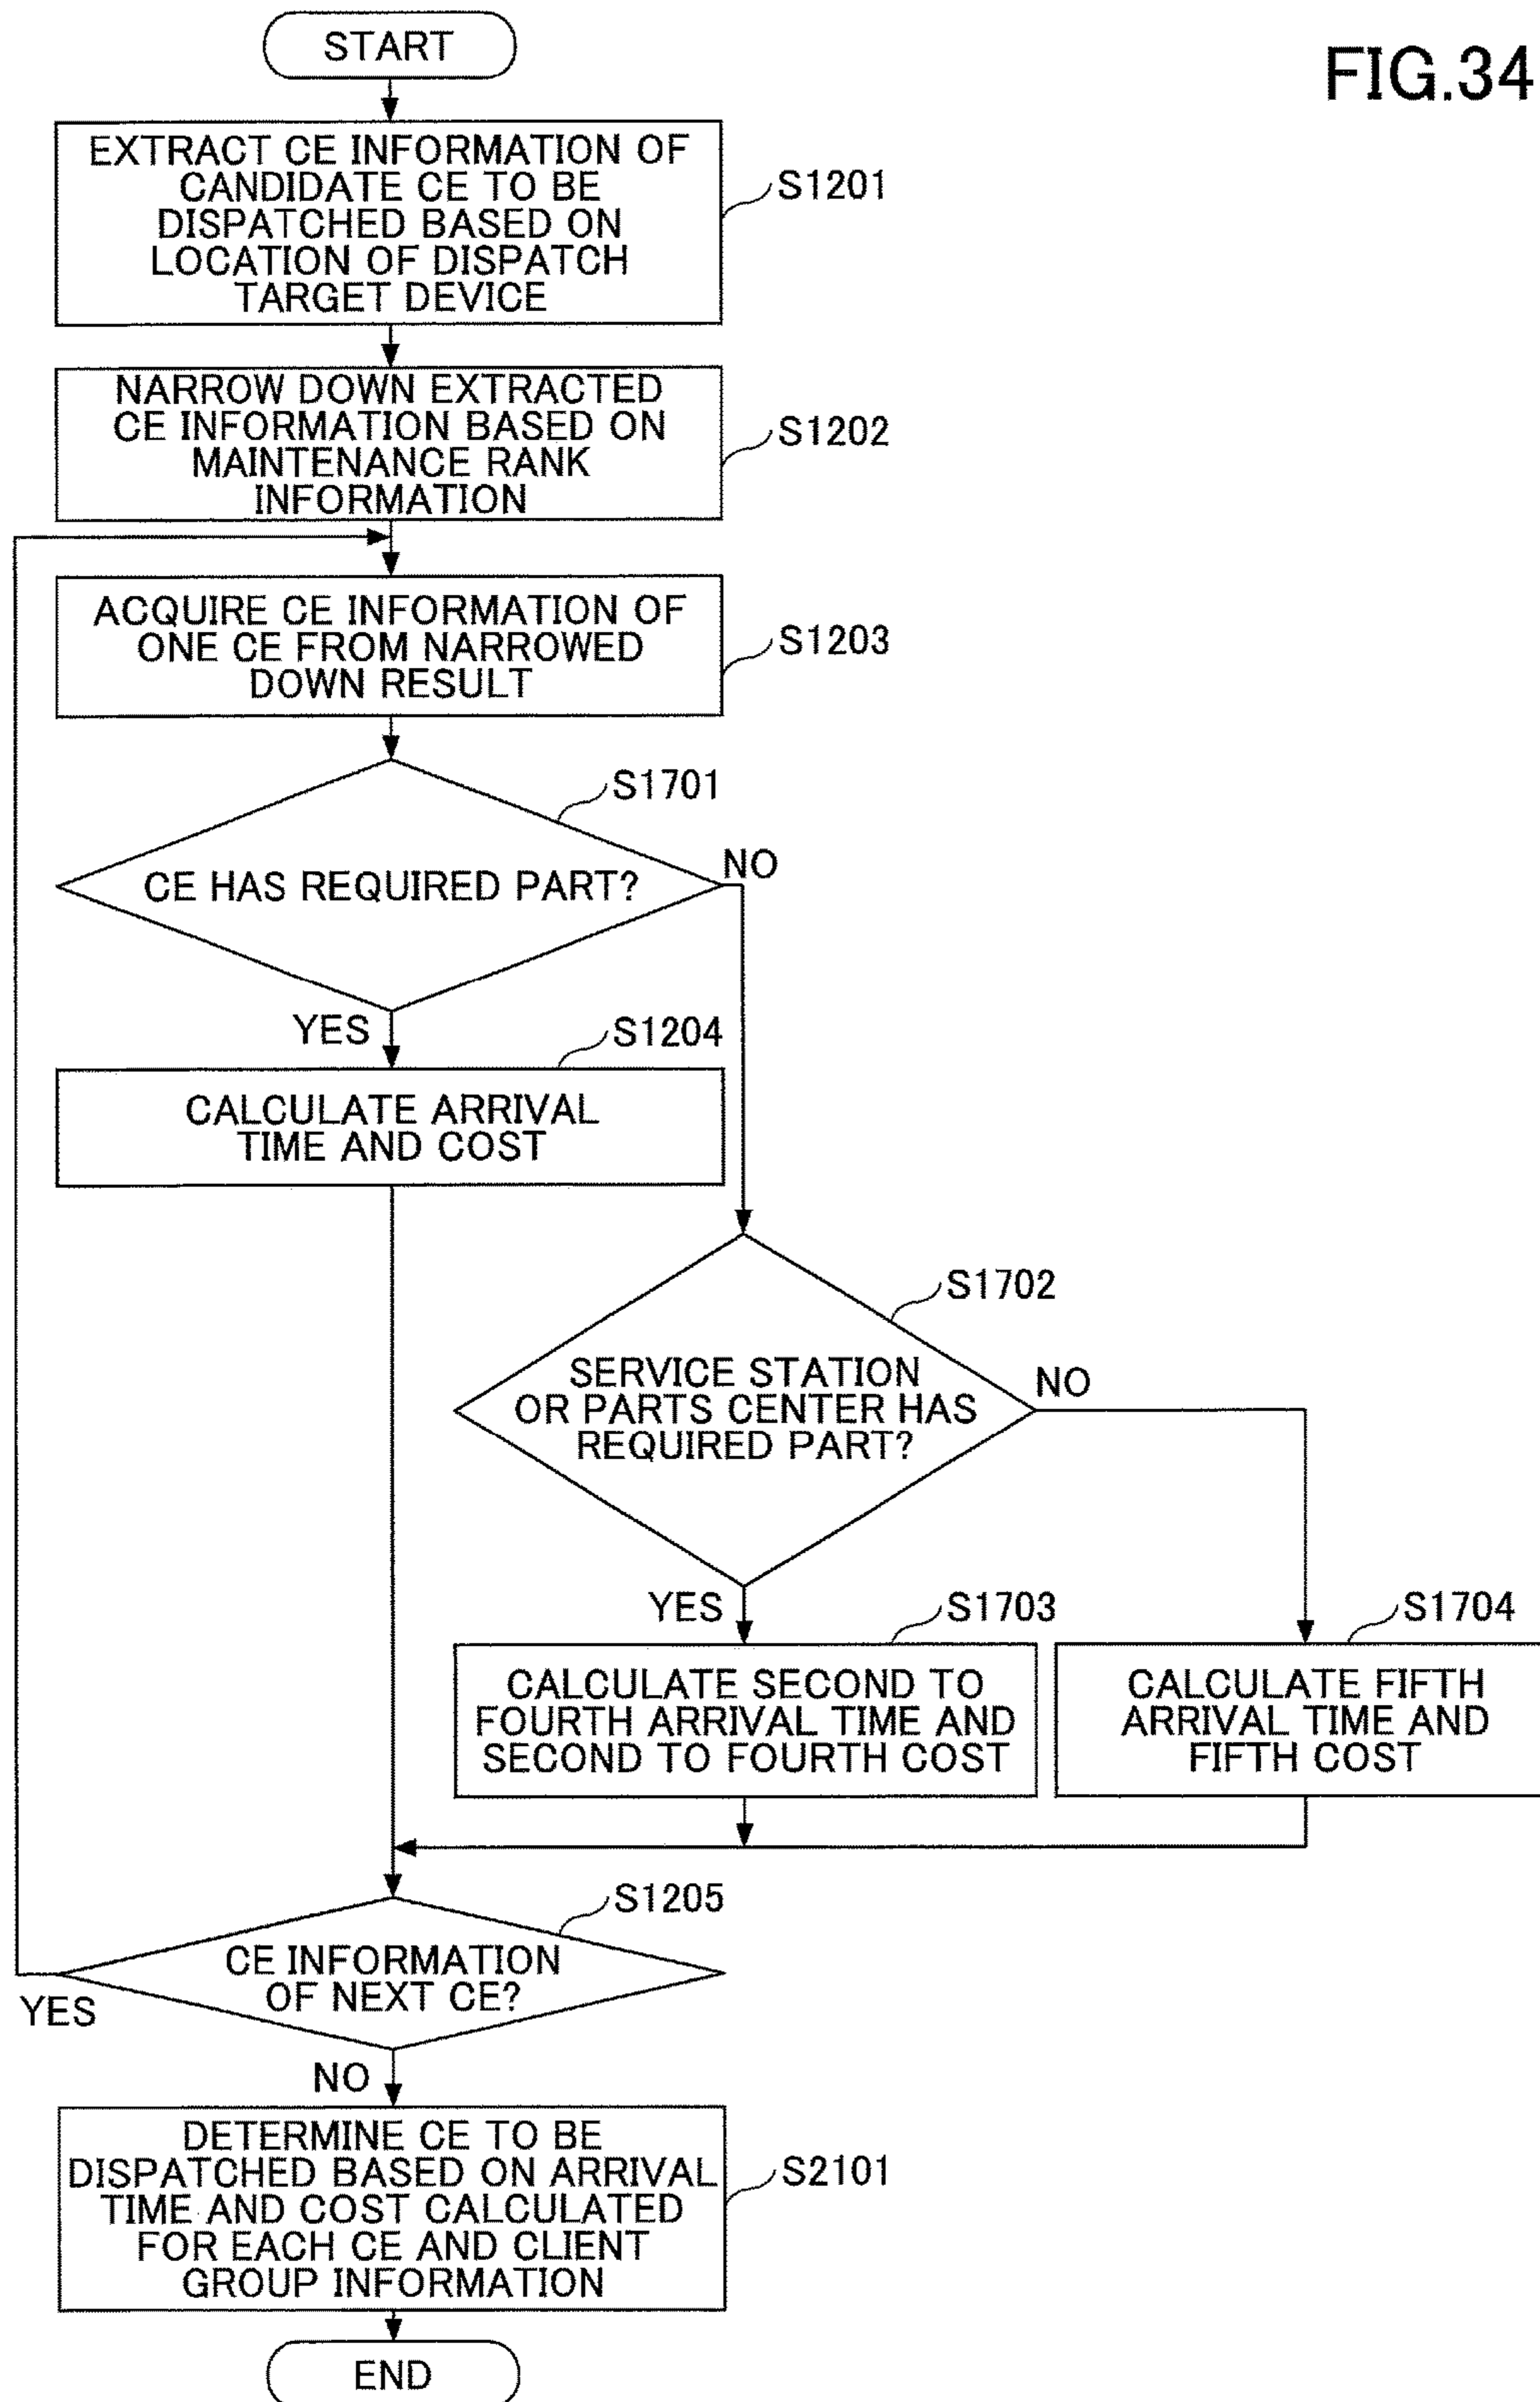 FIG.34
START
EXTRACT CE INFORMATION OF
CANDIDATE CE TO BE
DISPATCHED BASED ON
LOCATION OF DISPATCH
TARGET DEVICE
S1201
NARROW DOWN EXTRACTED
CE INFORMATION BASED ON
MAINTENANCE RANK
INFORMATION
S1202
ACQUIRE CE INFORMATION OF
ONE CE FROM NARROWED
DOWN RESULT
S1203
S1701
CE HAS REQUIRED PART?
NO
YES
S1204
CALCULATE ARRIVAL
TIME AND COST
S1702
SERVICE STATION
OR PARTS CENTER HAS
REQUIRED PART?
NO
YES
S1703
CALCULATE SECOND TO
FOURTH ARRIVAL TIME AND
SECOND TO FOURTH COST
S1704
CALCULATE FIFTH
ARRIVAL TIME AND
FIFTH COST
S1205
CE INFORMATION
OF NEXT CE?
YES
NO
DETERMINE CE TO BE
DISPATCHED BASED ON ARRIVAL
TIME AND COST CALCULATED
FOR EACH CE AND CLIENT
GROUP INFORMATION
S2101
END